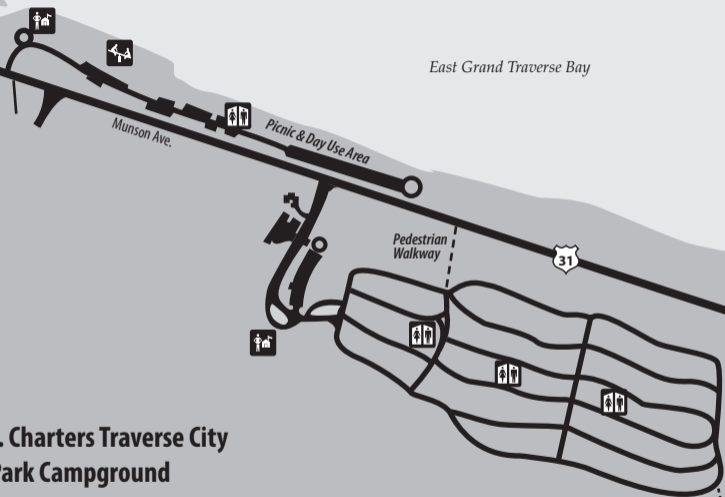 East Grand Traverse Bay
Munson Ave.
Picnic & Day Use Area
Pedestrian
Walkway
31
. Charters Traverse City
Park Campground